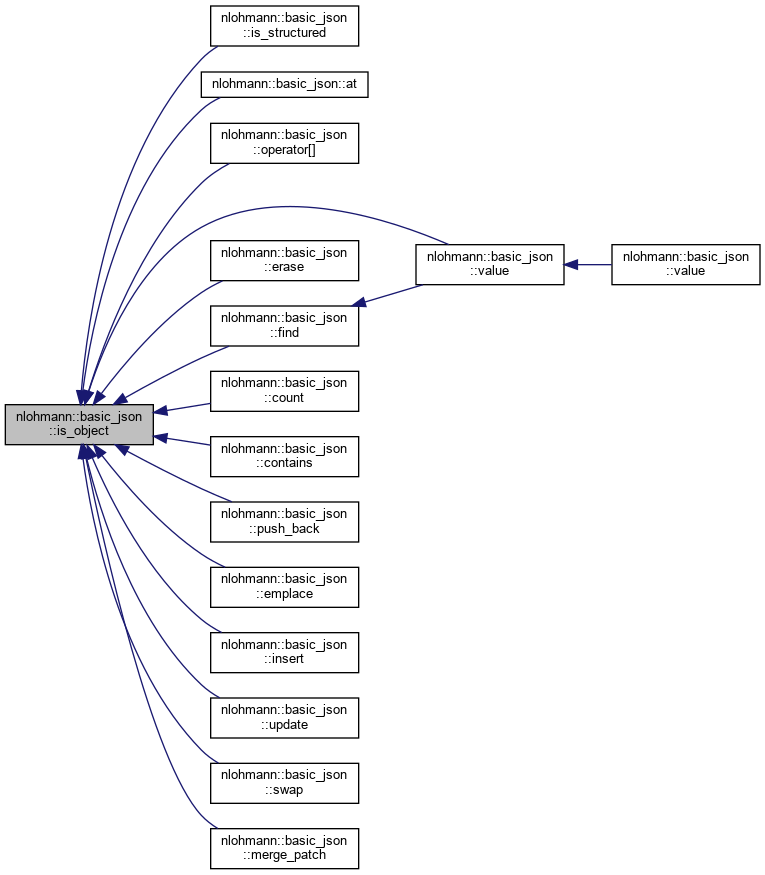 nlohmann::basic_json
::is_structured
nlohmann::basic_json::at
nlohmann::basic_json
::operator[]
nlohmann::basic_json
::erase
nlohmann::basic_json
::value
nlohmann::basic_json
::value
nlohmann::basic_json
::find
nlohmann::basic_json
::count
nlohmann::basic_json
::is_object
nlohmann::basic_json
::contains
nlohmann::basic_json
::push_back
nlohmann::basic_json
::emplace
nlohmann::basic_json
::insert
nlohmann::basic_json
::update
nlohmann::basic_json
::swap
nlohmann::basic_json
::merge_patch